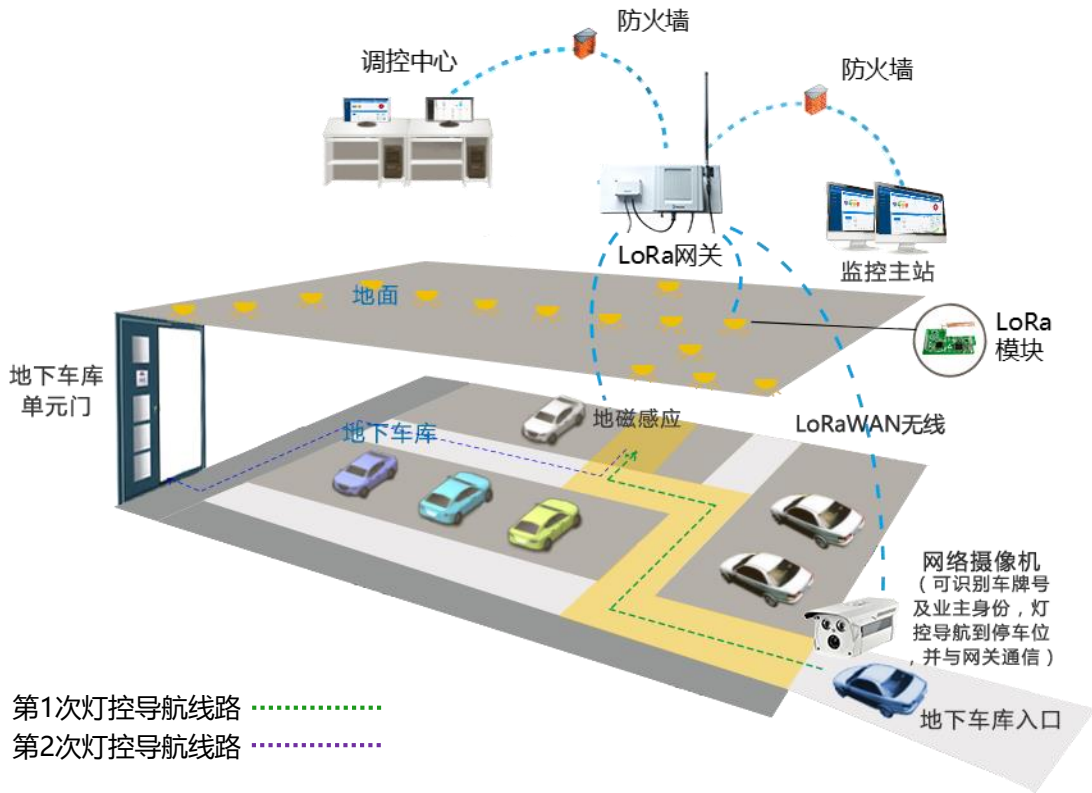 防火墙
调控中心
防火墙
LoRa网关
监控主站
地面
LoRa
模块
地下车库
单元门
地下车库
地磁感应
LoRaWAN无线
网络摄像机
（可识别车牌号
及业主身份，灯
控导航到停车位
，并与网关通信）
地下车库入口
第1次灯控导航线路
第2次灯控导航线路